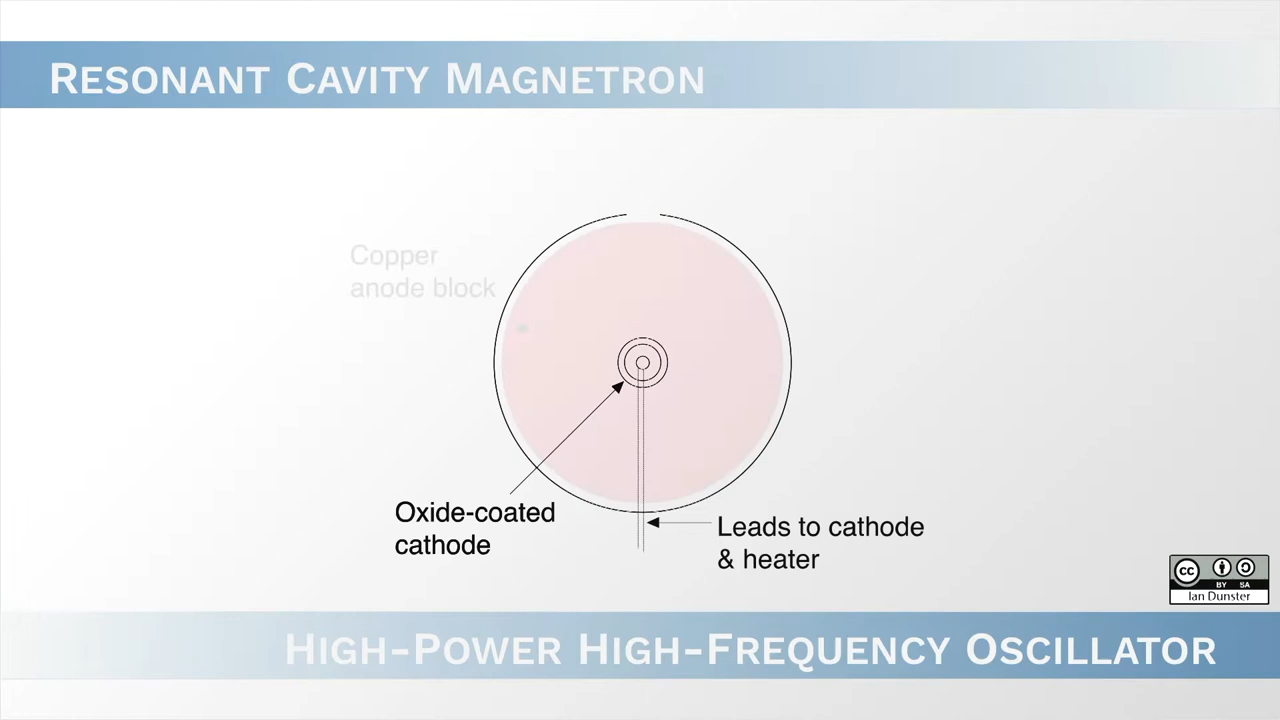 RESONANT CAVITY MAGNETRON
Copper
anode block
Oxide-coated
cathode
Leads to cathode
& heater
cc
BY SA
Ian Dunster
HIGH-POWER HIGH-FREQUENCY OSCILLATOR